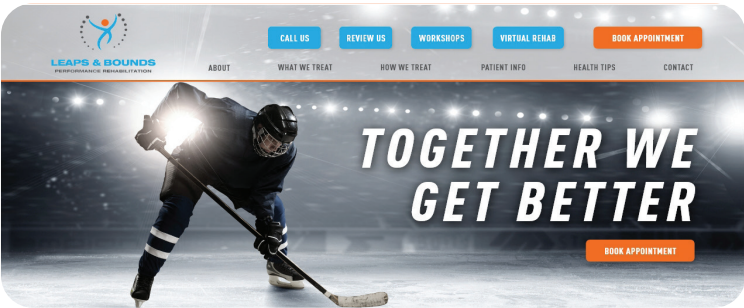 CALL US
REVIEW US
WORKSHOPS
VIRTUAL REHAB
BOOK APPOINTMENT
LEAPS & BOUNDS
PERFORMANCE REHABILITATION
ABOUT
WHAT WE TREAT
HOW WE TREAT
PATIENT INFO
HEALTH TIPS
CONTACT
TOGETHER WE
GET BETTER
BOOK APPOINTMENT